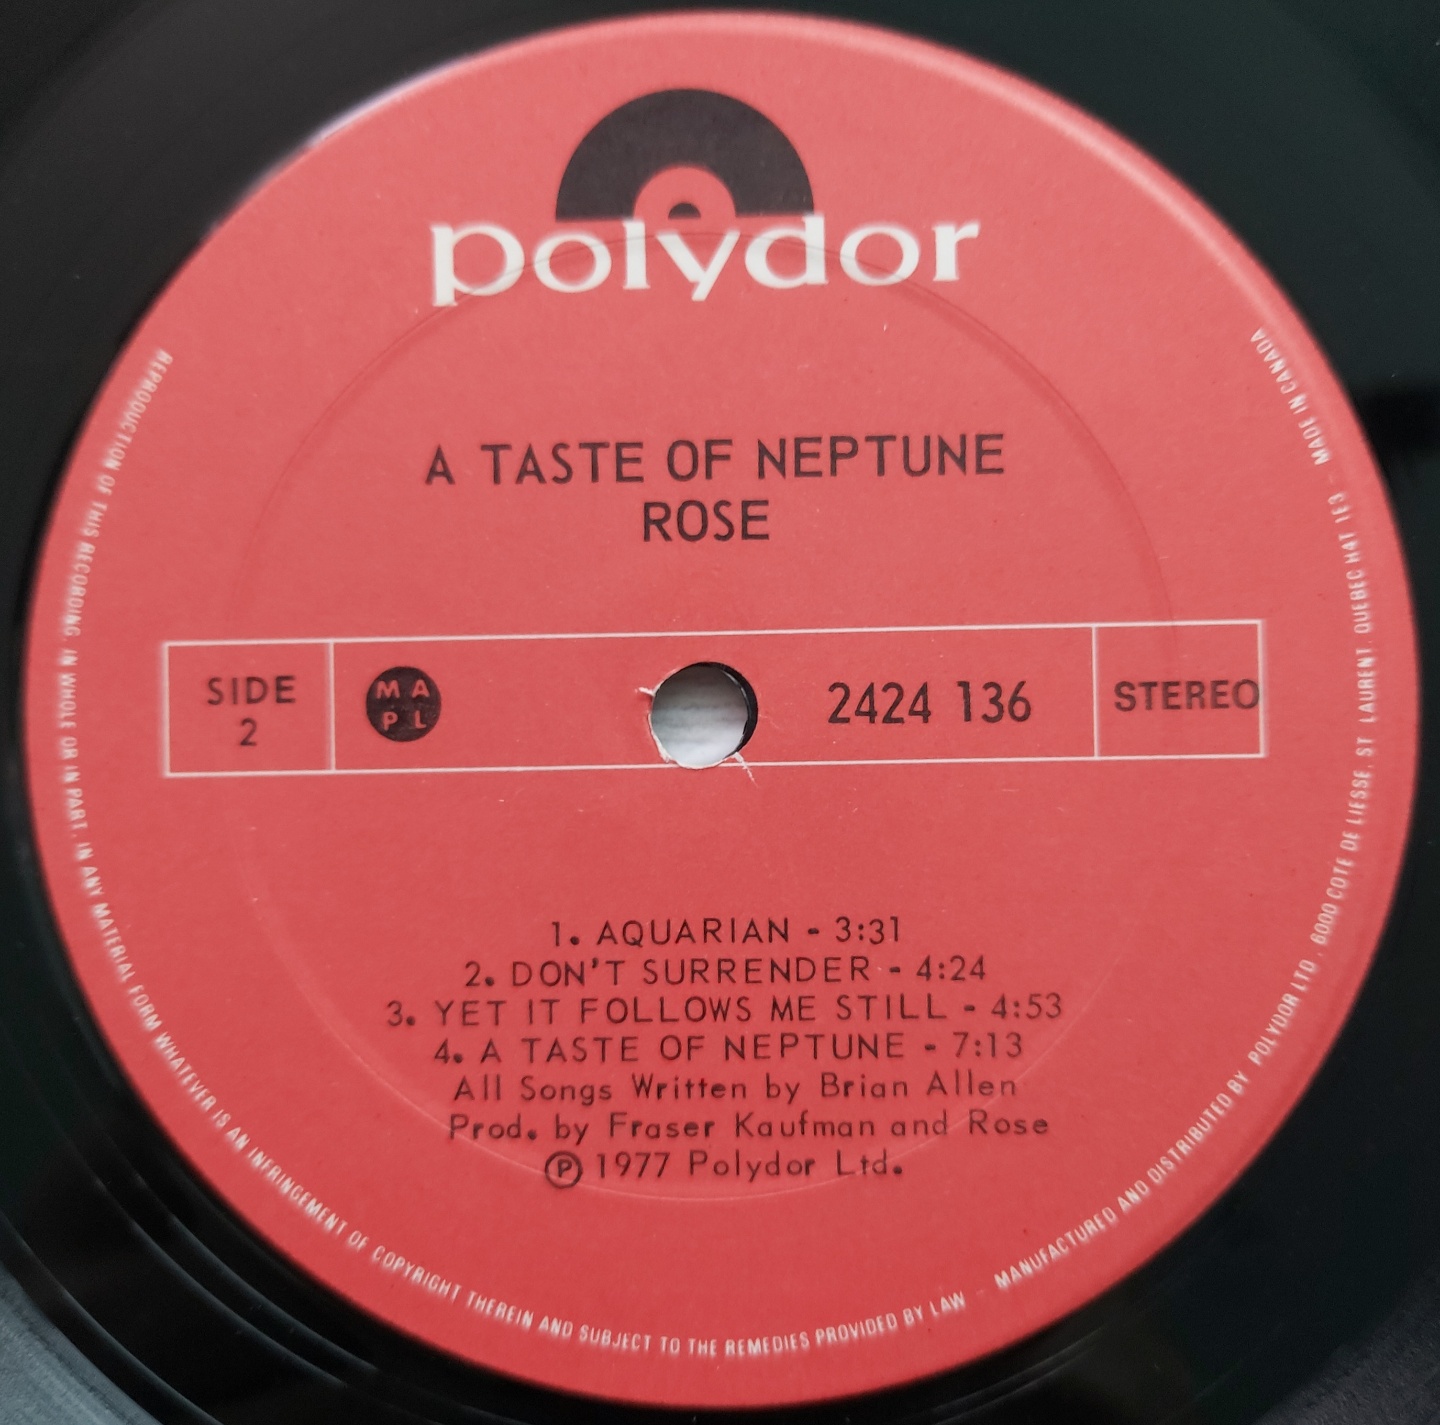 polydor
A TASTE OF NEPTUNE
ROSE
SIDE
2
M A
P L
2424 136
STEREO
1. AQUARIAN - 3:31
2. DON'T SURRENDER - 4:24
3. YET IT FOLLOWS ME STILL - 4:53
4. A TASTE OF NEPTUNE - 7:13
All Songs Written by Brian Allen
Prod. by Fraser Kaufman and Rose
Ⓟ 1977 Polydor Ltd.
REPRODUCTION OF THIS RECORDING, IN WHOLE OR IN PART, IN ANY MATERIAL FORM WHATEVER IS AN INFRINGEMENT OF COPYRIGHT THEREIN AND SUBJECT TO THE REMEDIES PROVIDED BY LAW - MANUFACTURED AND DISTRIBUTED BY POLYDOR LTD., 6000 COTE DE LIESSE, ST LAURENT, QUEBEC H4T 1E3 - MADE IN CANADA